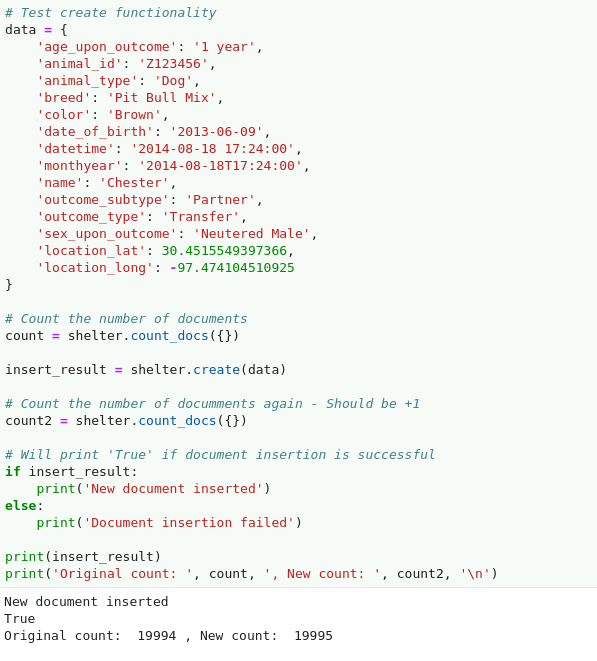 # Test create functionality
data = {
    'age_upon_outcome': '1 year',
    'animal_id': 'Z123456',
    'animal_type': 'Dog',
    'breed': 'Pit Bull Mix',
    'color': 'Brown',
    'date_of_birth': '2013-06-09',
    'datetime': '2014-08-18 17:24:00',
    'monthyear': '2014-08-18T17:24:00',
    'name': 'Chester',
    'outcome_subtype': 'Partner',
    'outcome_type': 'Transfer',
    'sex_upon_outcome': 'Neutered Male',
    'location_lat': 30.4515549397366,
    'location_long': -97.474104510925
}

# Count the number of documents
count = shelter.count_docs({})

insert_result = shelter.create(data)

# Count the number of documments again - Should be +1
count2 = shelter.count_docs({})

# Will print 'True' if document insertion is successful
if insert_result:
    print('New document inserted')
else:
    print('Document insertion failed')

print(insert_result)
print('Original count: ', count, ', New count: ', count2, '\n')
New document inserted
True
Original count:  19994 , New count:  19995